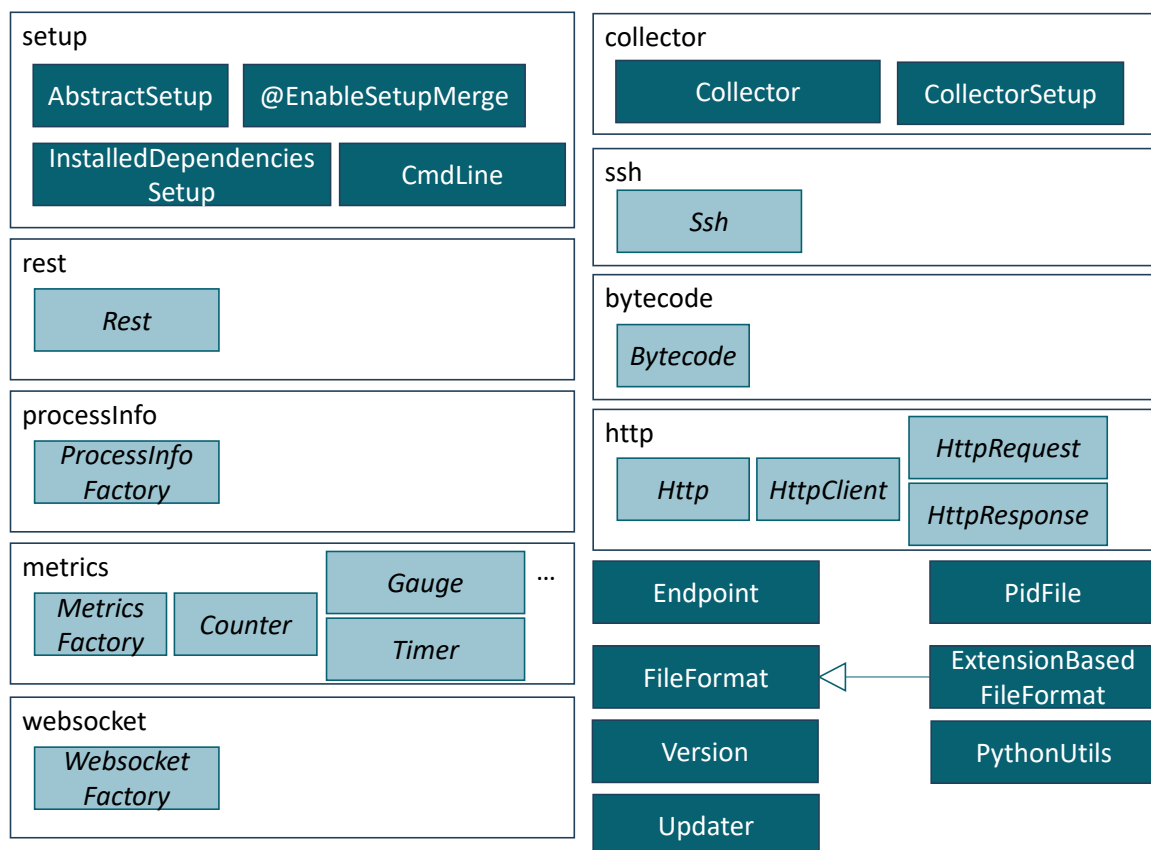 setup
AbstractSetup
@EnableSetupMerge
InstalledDependencies
Setup
CmdLine
rest
Rest
processInfo
ProcessInfo
Factory
metrics
Metrics
Factory
Counter
Gauge
Timer
...
websocket
Websocket
Factory
collector
Collector
CollectorSetup
ssh
Ssh
bytecode
Bytecode
http
Http
HttpClient
HttpRequest
HttpResponse
Endpoint
PidFile
FileFormat
ExtensionBased
FileFormat
Version
PythonUtils
Updater